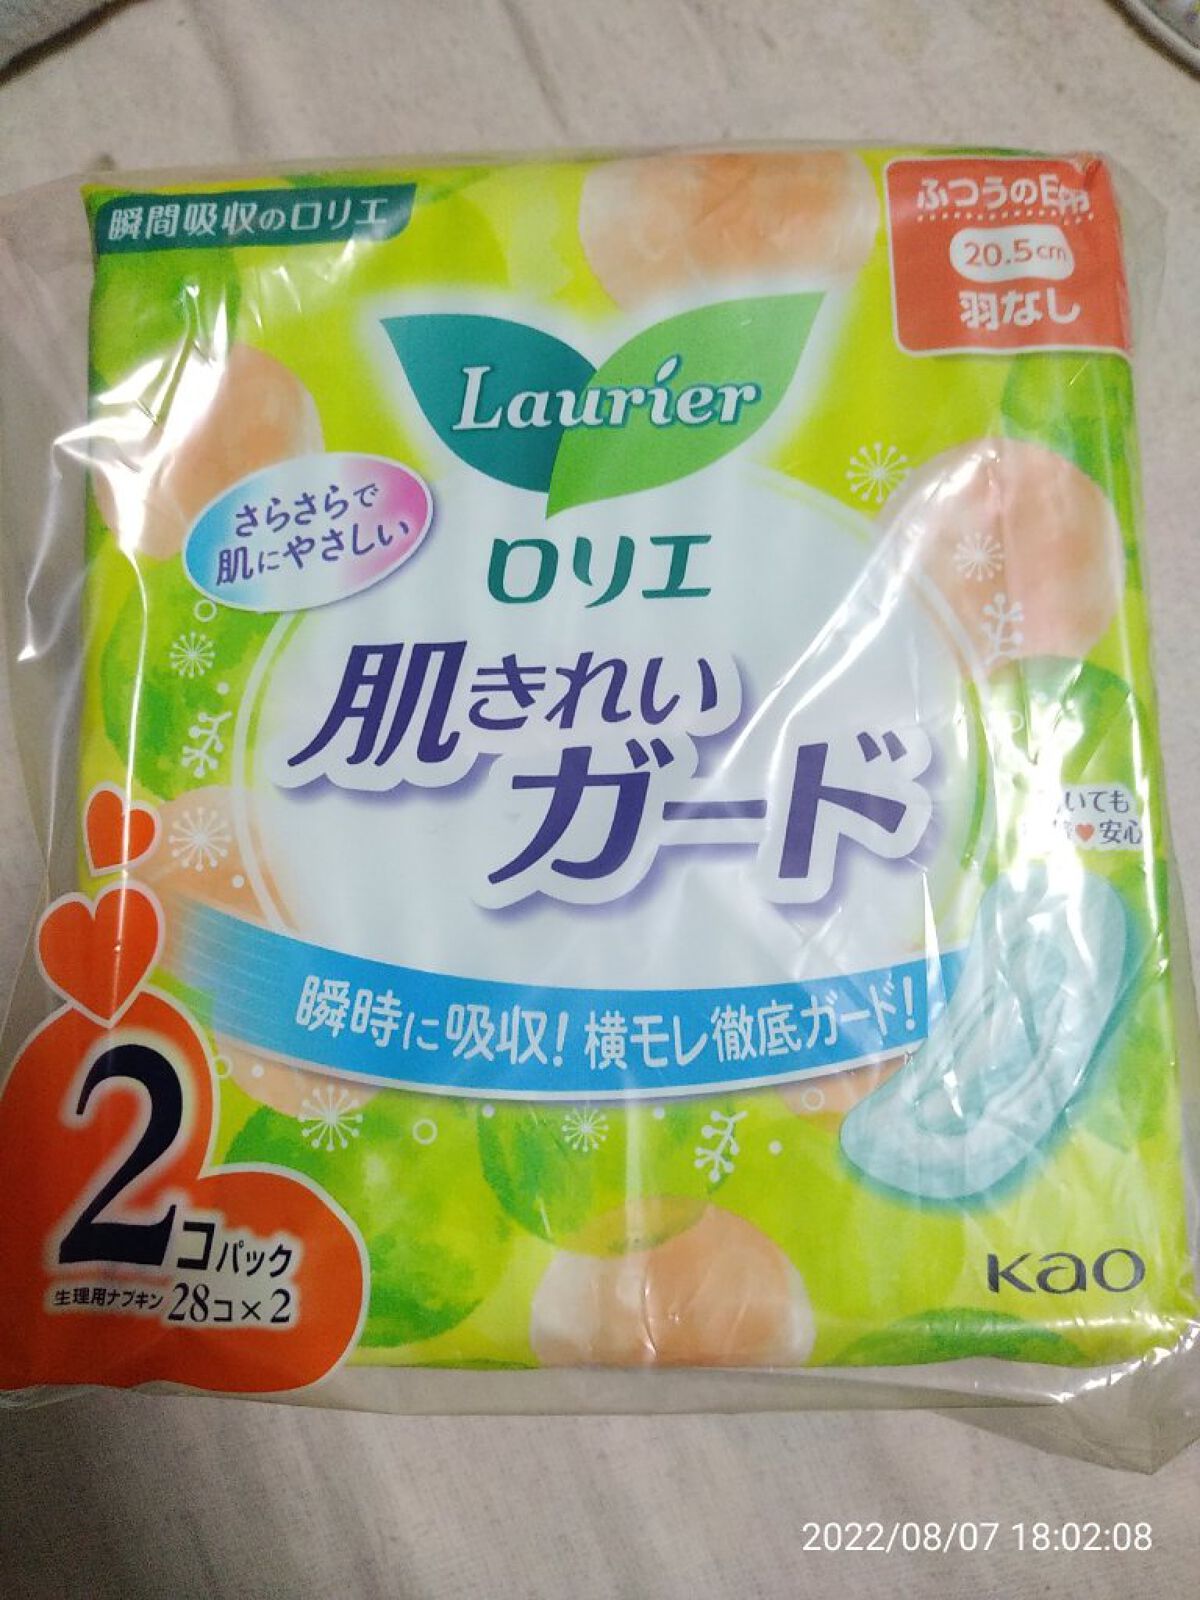 瞬間吸収のロリエ
ふつうの日用
20.5cm
羽なし
Laurier
さらさらで
肌にやさしい
ロリエ
肌きれい
ガード
いても
安心
瞬時に吸収!横モレ徹底ガード!
2コパック
生理用ナプキン 28コ×2
Kao
2022/08/07 18:02:08